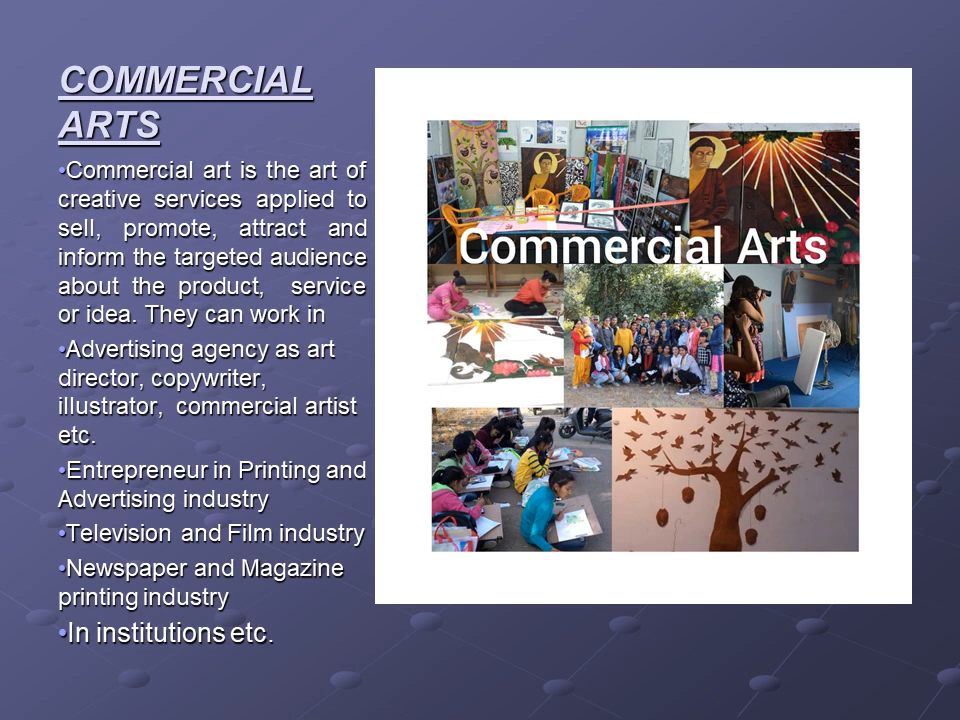 COMMERCIAL
ARTS
•Commercial art is the art of
creative services applied to
sell, promote, attract and
inform the targeted audience
about the product, service
or idea. They can work in
•Advertising agency as art
director, copywriter,
illustrator, commercial artist
etc.
•Entrepreneur in Printing and
Advertising industry
•Television and Film industry
•Newspaper and Magazine
printing industry
•In institutions etc.
Commercial Arts